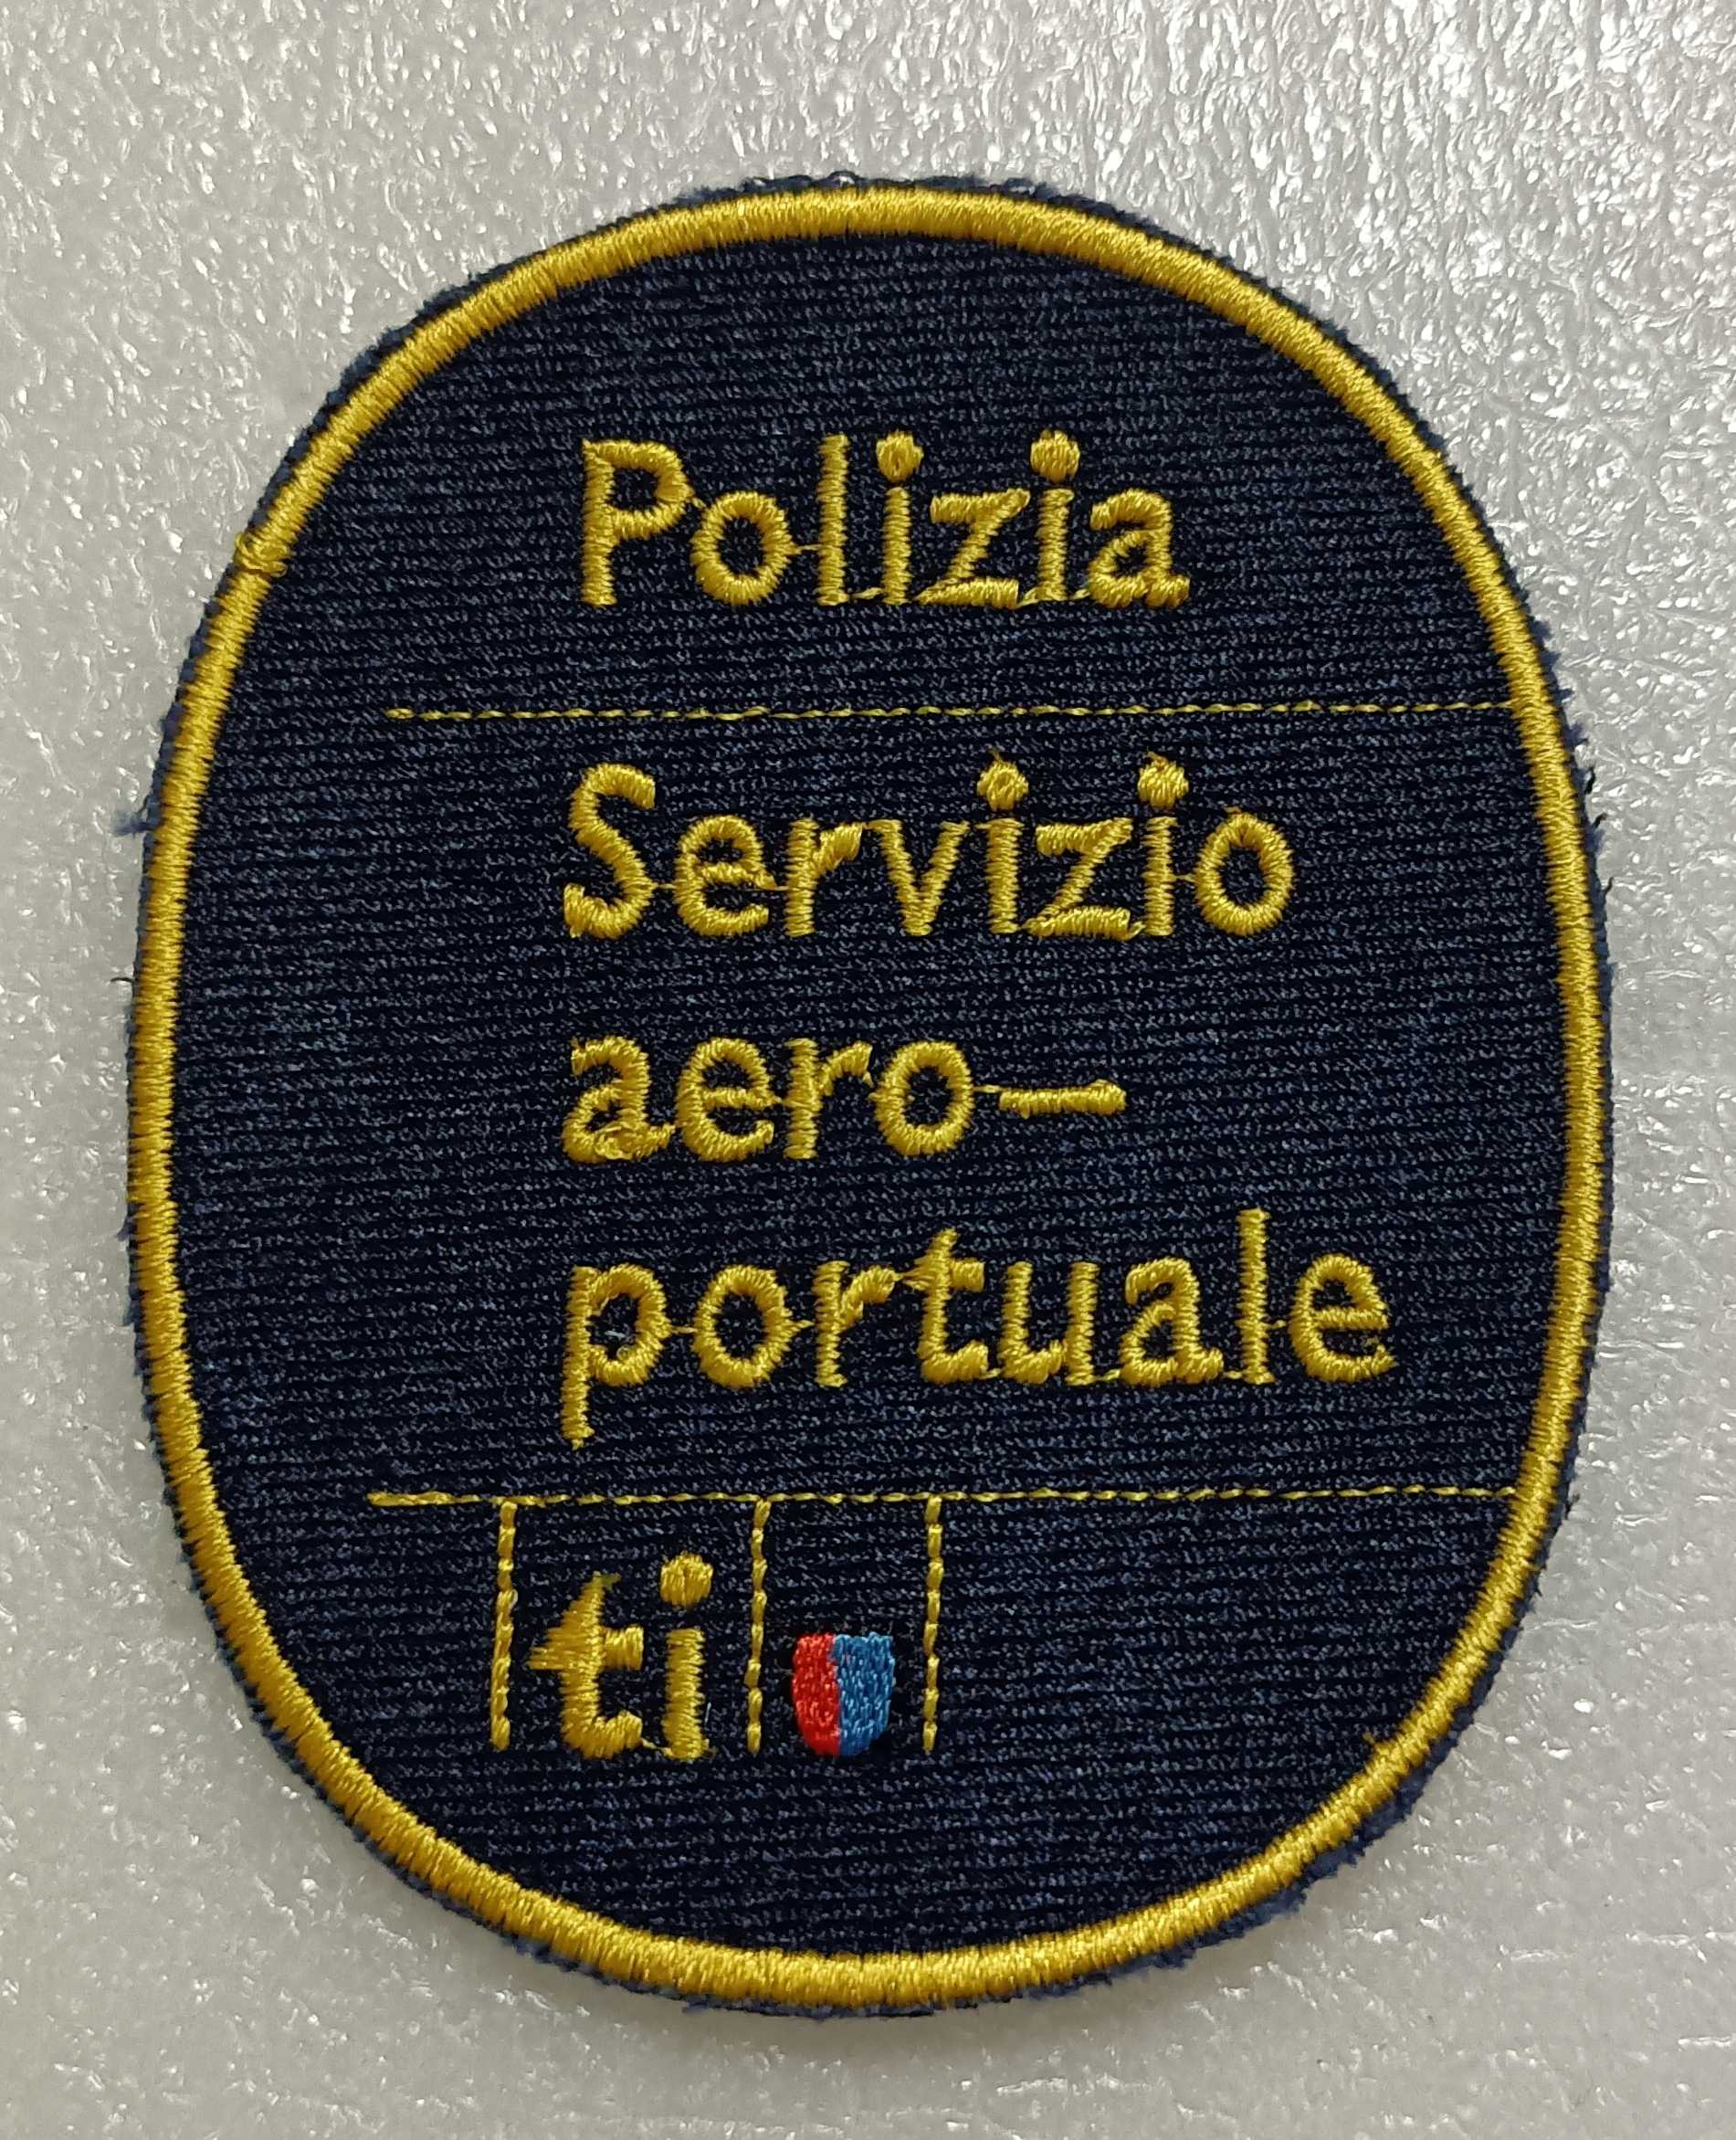 Polizia
Servizio
aero-
portuale
ti